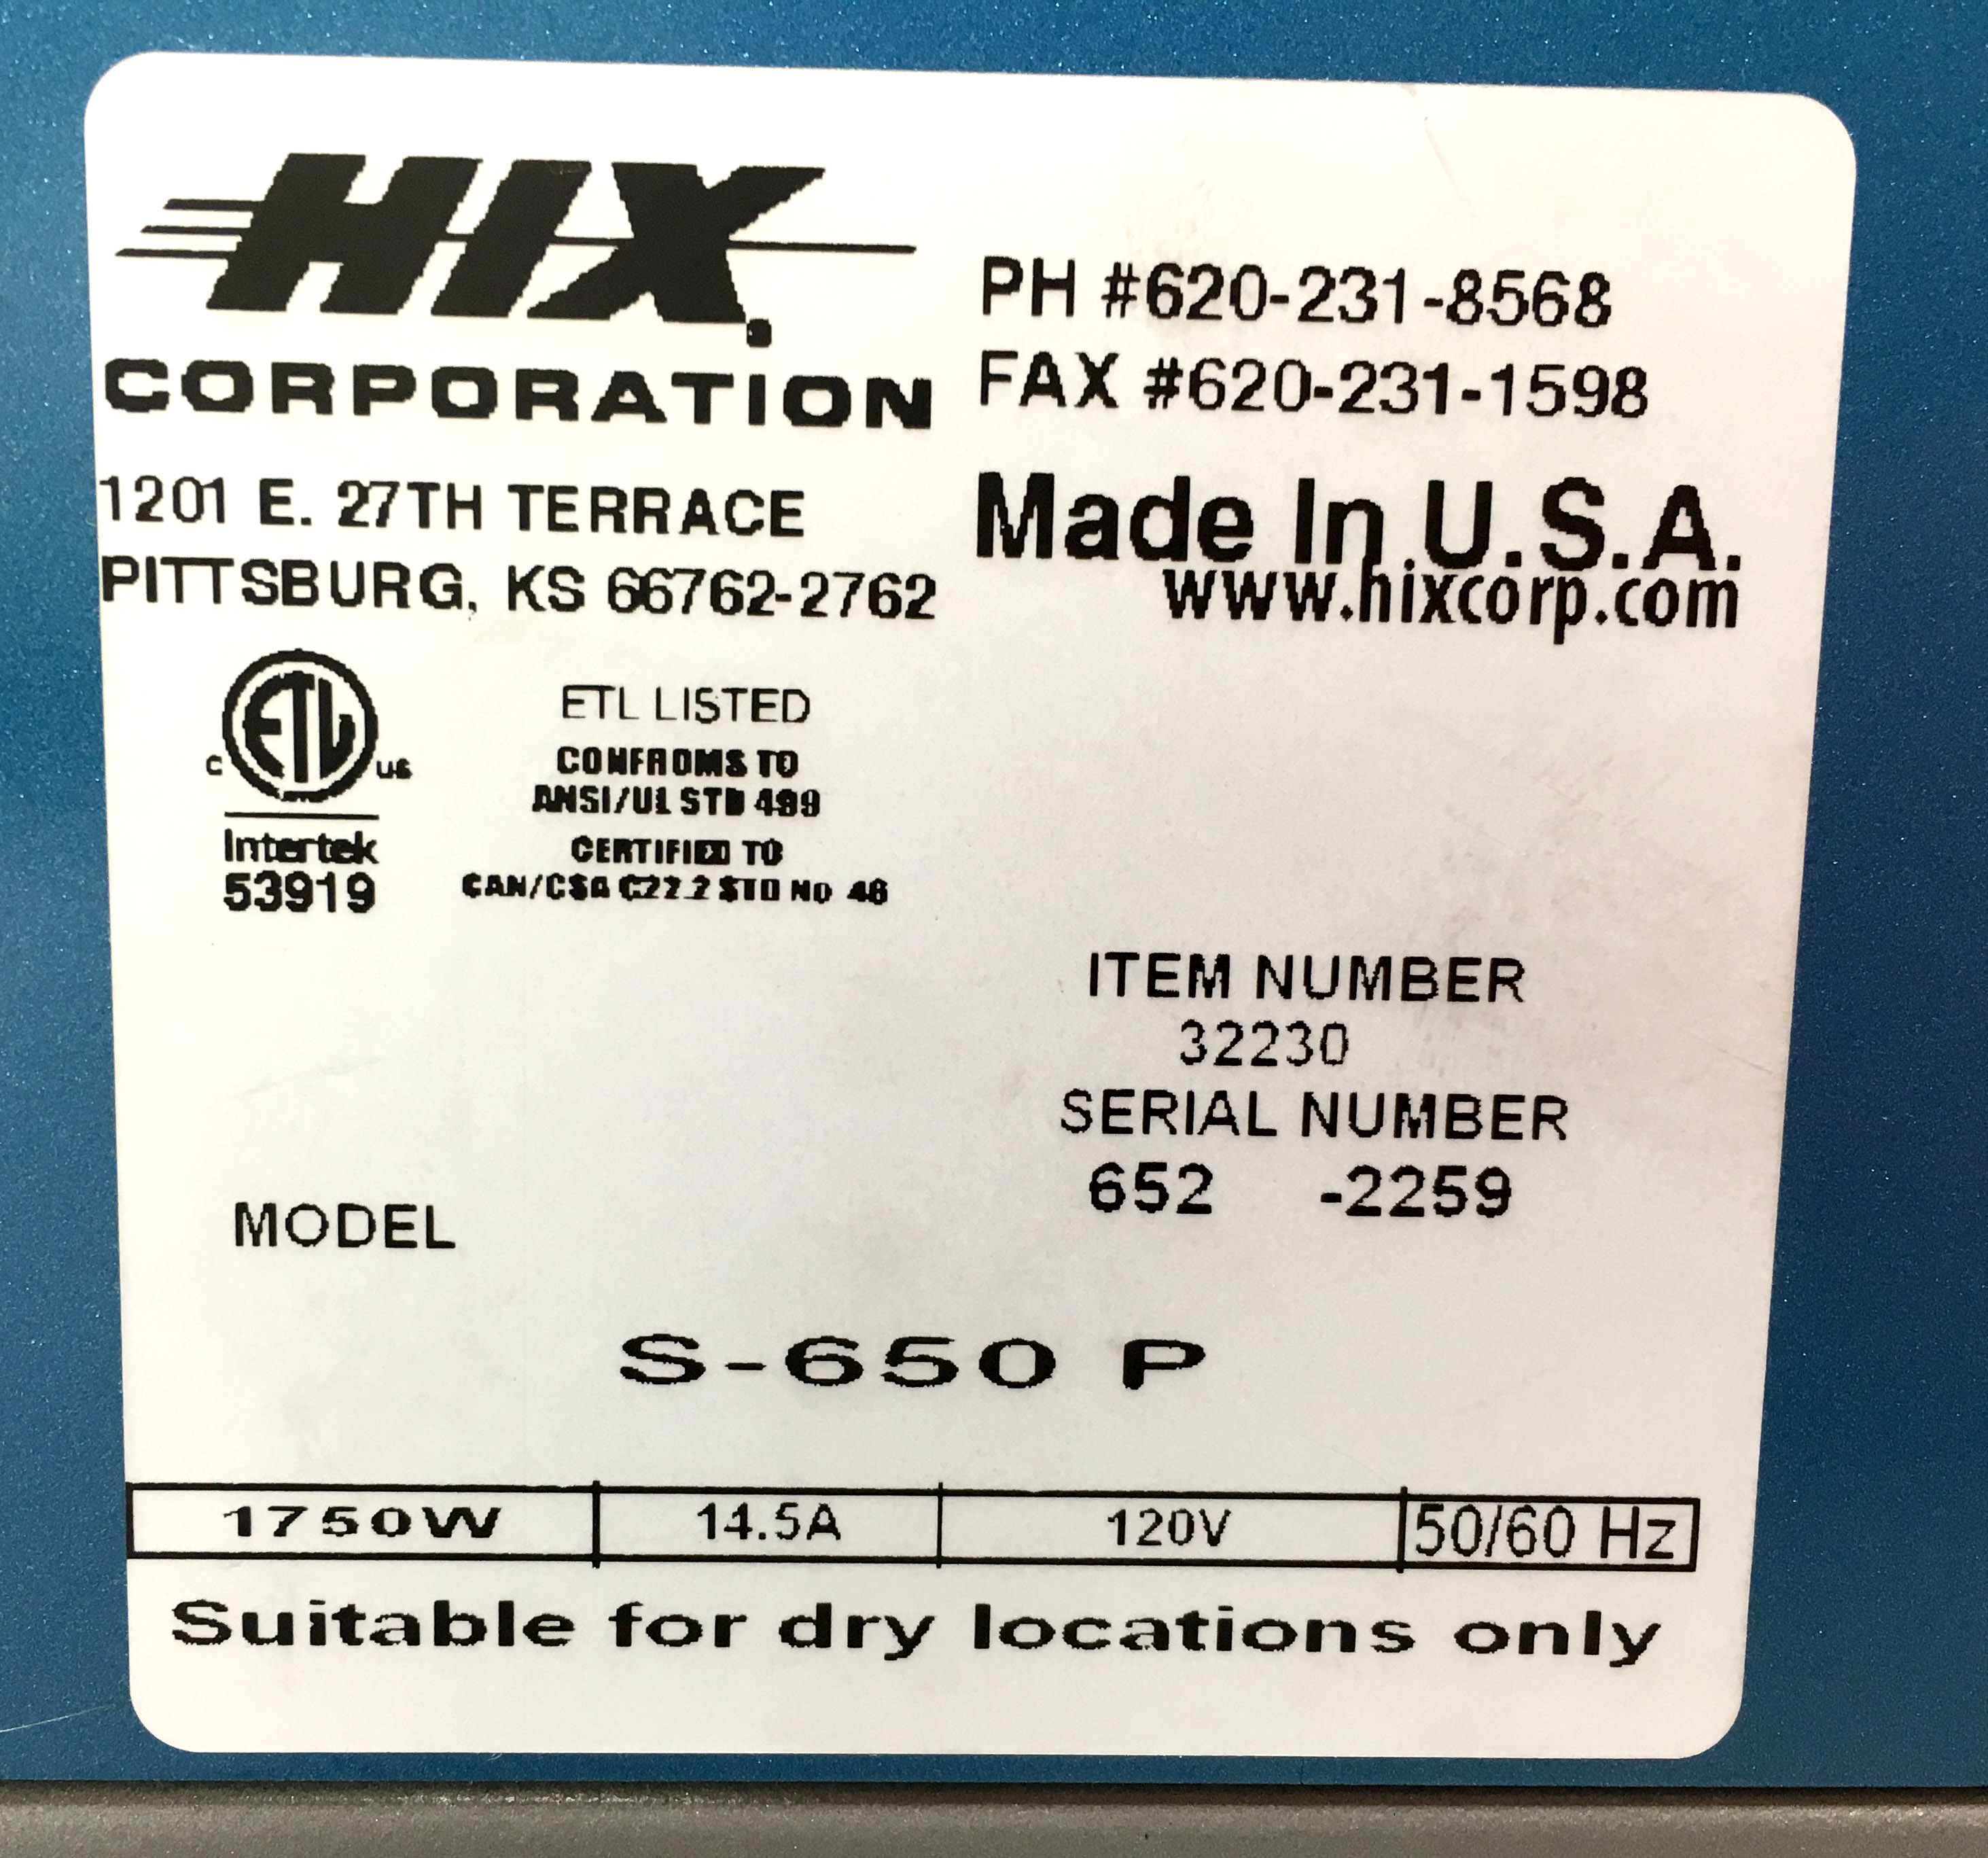 HIX
CORPORATION
1201 E. 27TH TERRACE
PITTSBURG, KS 66762-2762
PH #620-231-8568
FAX #620-231-1598
Made In U.S.A.
www.hixcorp.com
C ETL US
Intertek
53919
ETL LISTED
CONFROMS TO
ANSI/UL STD 499
CERTIFIED TO
CAN/CSA C22.2 STD NO 46
ITEM NUMBER
32230
SERIAL NUMBER
652 -2259
MODEL
S-650 P
1750W 14.5A 120V 50/60 Hz
Suitable for dry locations only